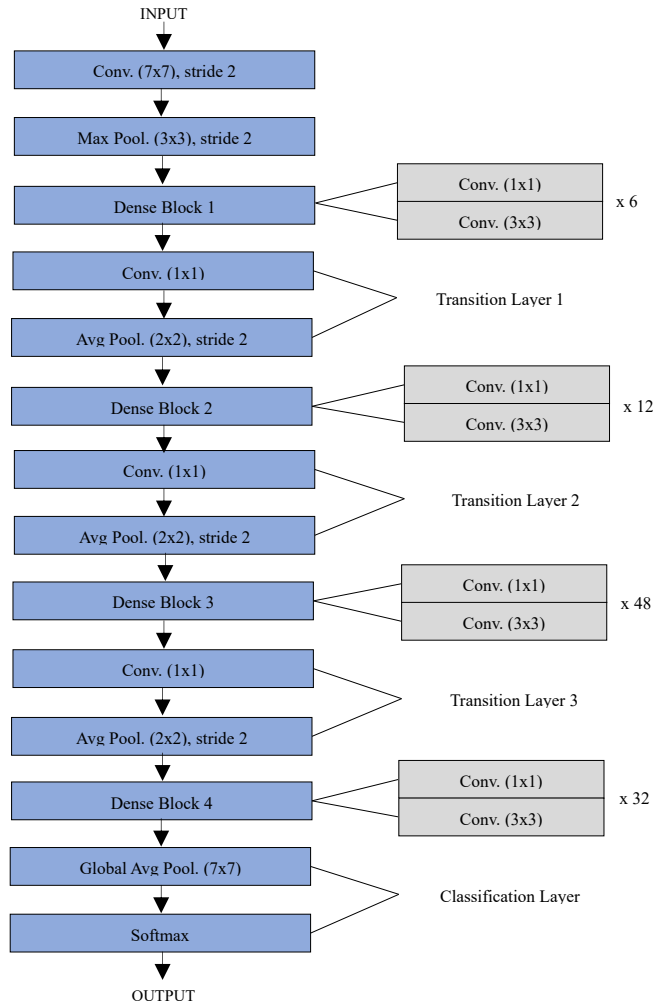 INPUT
Conv. (7x7), stride 2
Max Pool. (3x3), stride 2
Dense Block 1
Conv. (1x1)
Conv. (3x3)
x 6
Conv. (1x1)
Transition Layer 1
Avg Pool. (2x2), stride 2
Dense Block 2
Conv. (1x1)
Conv. (3x3)
x 12
Conv. (1x1)
Transition Layer 2
Avg Pool. (2x2), stride 2
Dense Block 3
Conv. (1x1)
Conv. (3x3)
x 48
Conv. (1x1)
Transition Layer 3
Avg Pool. (2x2), stride 2
Dense Block 4
Conv. (1x1)
Conv. (3x3)
x 32
Global Avg Pool. (7x7)
Classification Layer
Softmax
OUTPUT